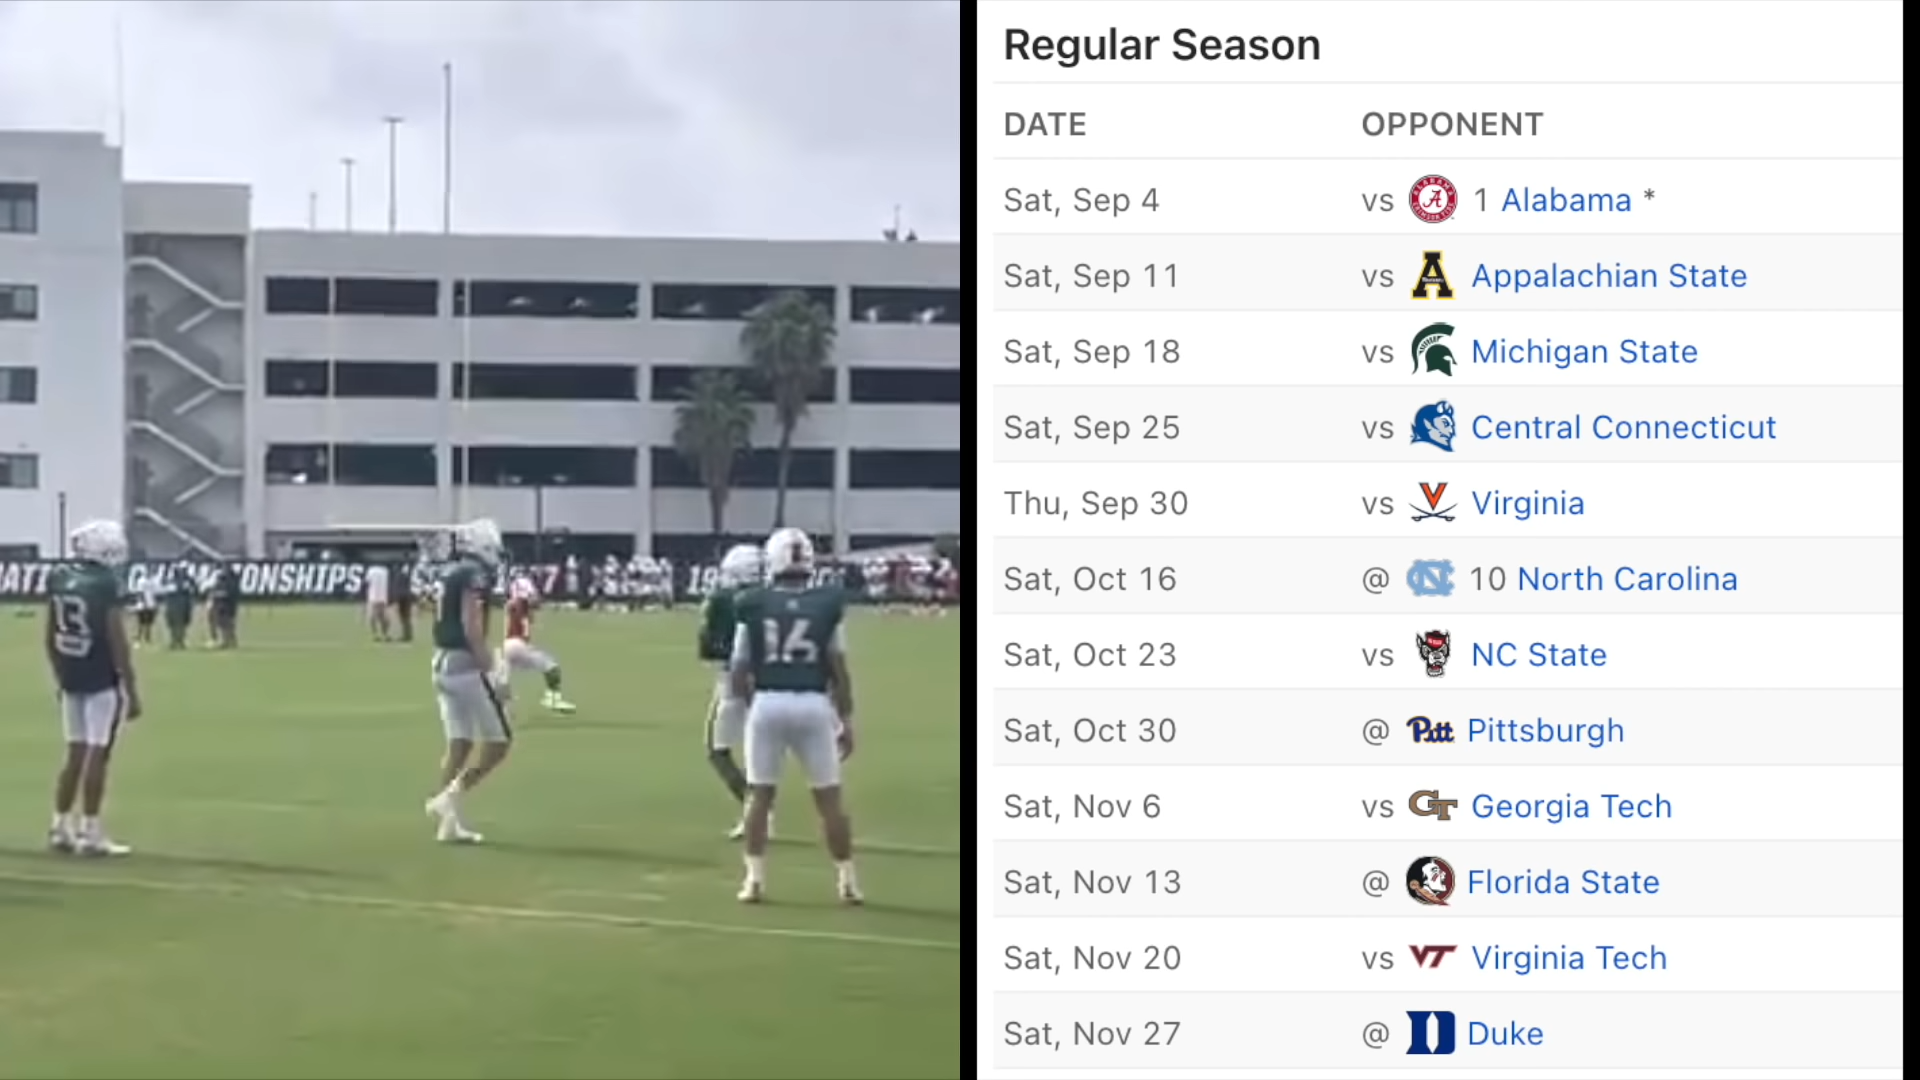 Regular Season
DATE OPPONENT
Sat, Sep 4 vs 1 Alabama *
Sat, Sep 11 vs Appalachian State
Sat, Sep 18 vs Michigan State
Sat, Sep 25 vs Central Connecticut
Thu, Sep 30 vs Virginia
Sat, Oct 16 @ 10 North Carolina
Sat, Oct 23 vs NC State
Sat, Oct 30 @ Pitt Pittsburgh
Sat, Nov 6 vs GT Georgia Tech
Sat, Nov 13 @ Florida State
Sat, Nov 20 vs VT Virginia Tech
Sat, Nov 27 @ D Duke
13
16